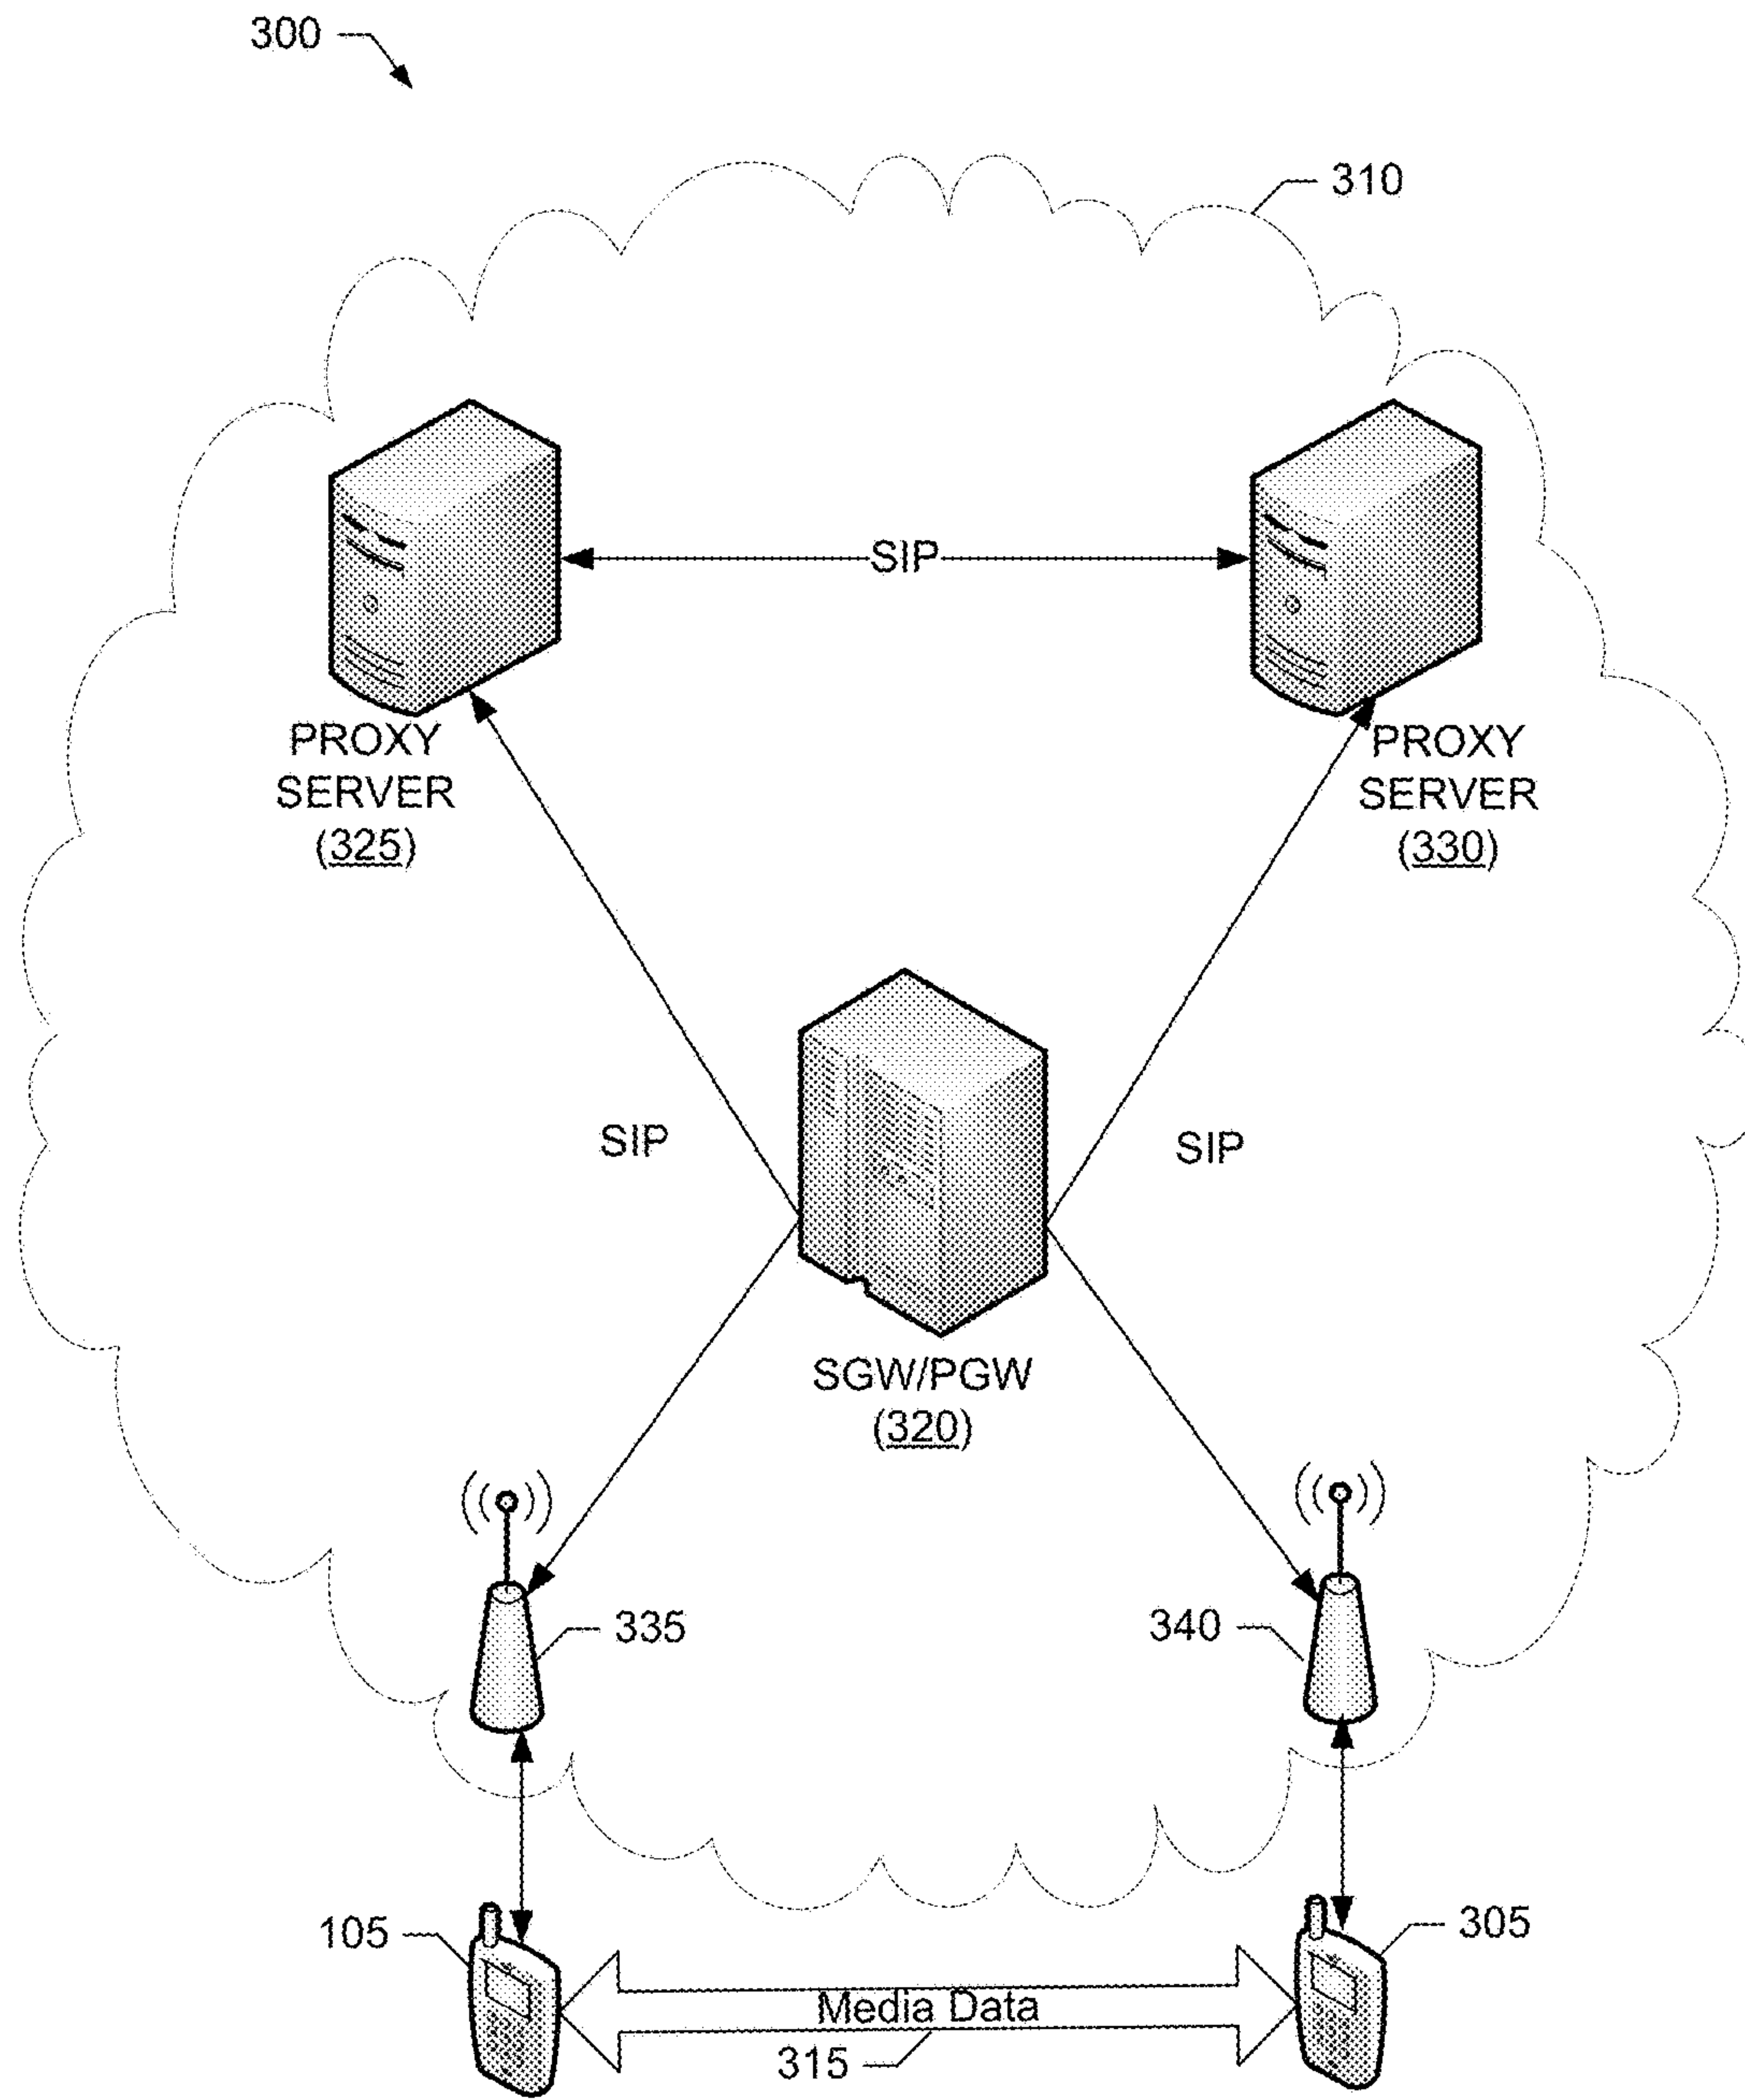 300
310
SIP
PROXY
SERVER
(325)
PROXY
SERVER
(330)
SIP
SIP
SGW/PGW
(320)
335
340
105
305
Media Data
315